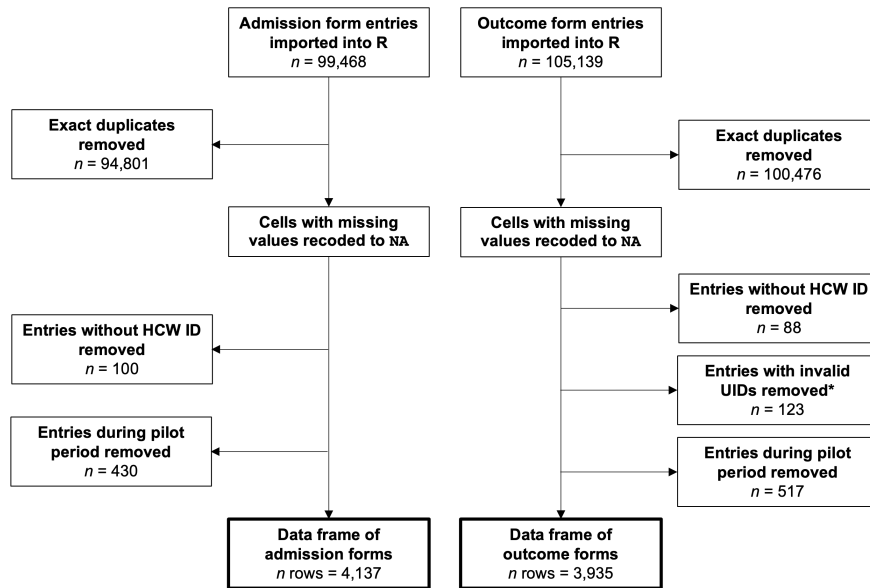 Admission form entries
imported into R
n = 99,468
Outcome form entries
imported into R
n = 105,139
Exact duplicates
removed
n = 94,801
Exact duplicates
removed
n = 100,476
Cells with missing
values recoded to NA
Cells with missing
values recoded to NA
Entries without HCW ID
removed
n = 100
Entries without HCW ID
removed
n = 88
Entries with invalid
UIDs removed*
n = 123
Entries during pilot
period removed
n = 430
Entries during pilot
period removed
n = 517
Data frame of
admission forms
n rows = 4,137
Data frame of
outcome forms
n rows = 3,935